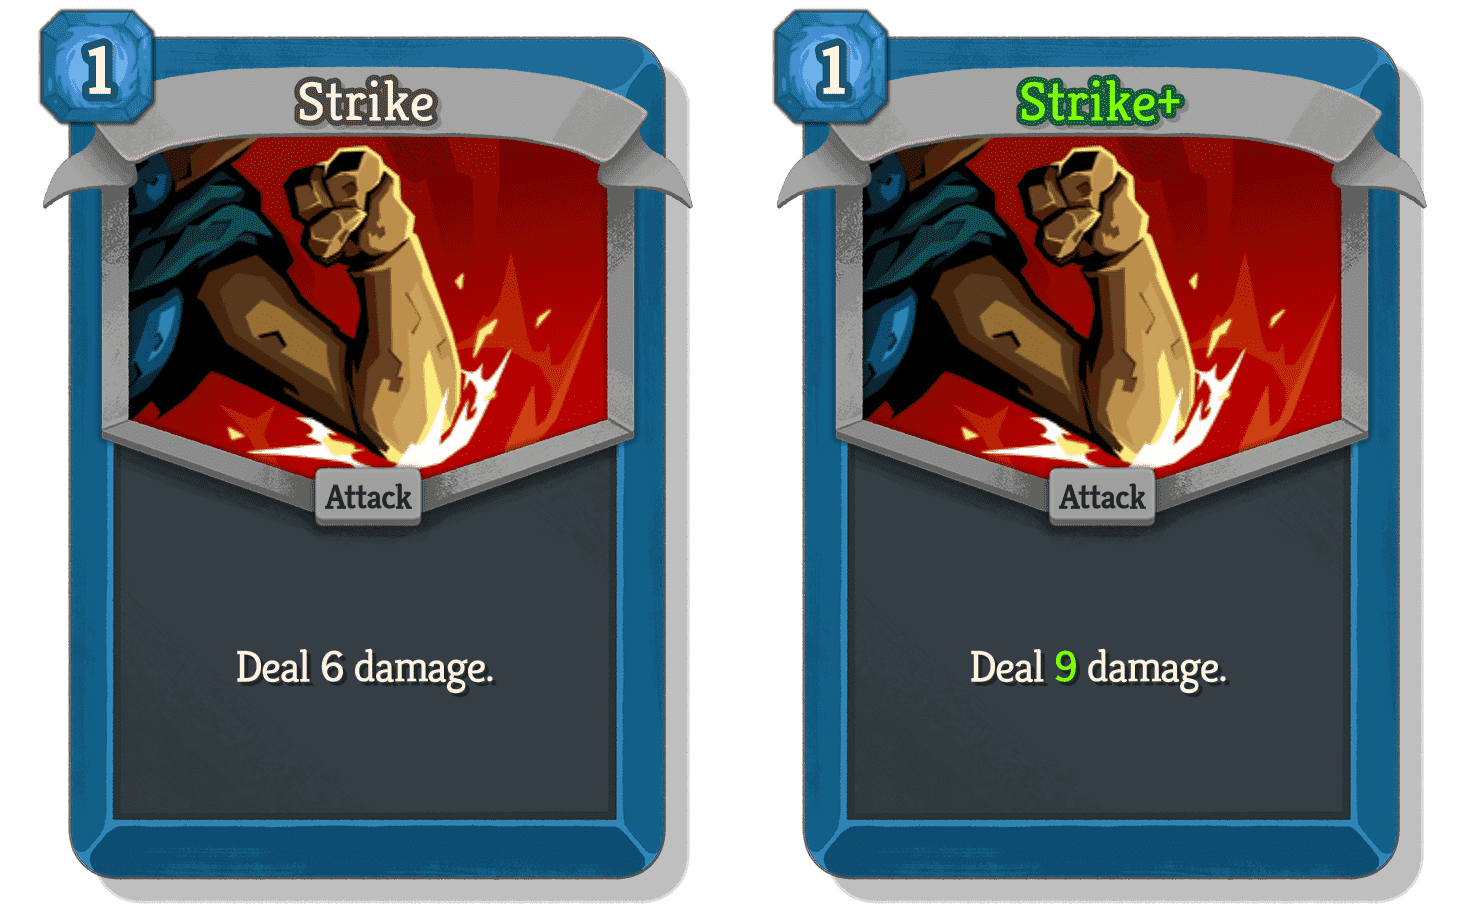 1
Strike
Attack
Deal 6 damage.
1
Strike+
Attack
Deal 9 damage.